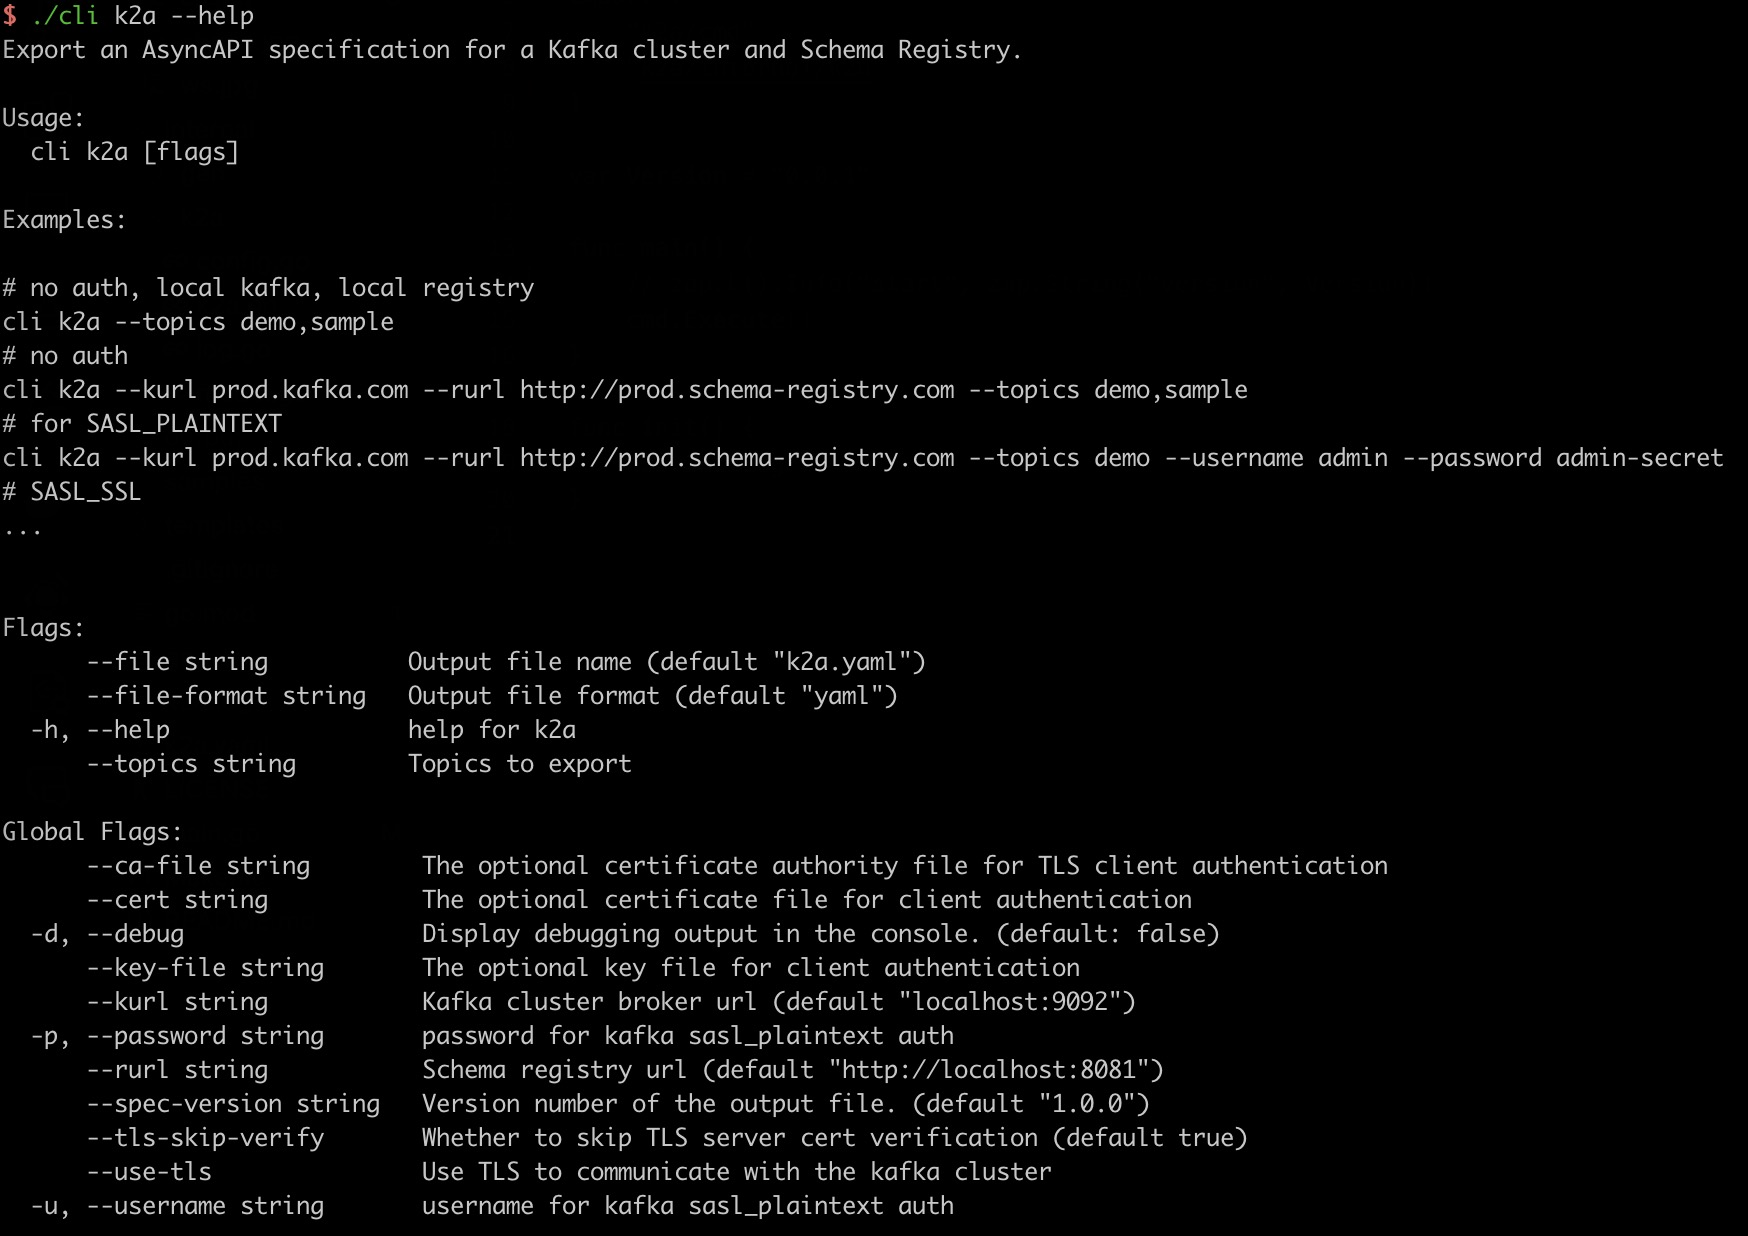 $ ./cli k2a --help
Export an AsyncAPI specification for a Kafka cluster and Schema Registry.
Usage:
  cli k2a [flags]
Examples:
# no auth, local kafka, local registry
cli k2a --topics demo,sample
# no auth
cli k2a --kurl prod.kafka.com --rurl http://prod.schema-registry.com --topics demo,sample
# for SASL_PLAINTEXT
cli k2a --kurl prod.kafka.com --rurl http://prod.schema-registry.com --topics demo --username admin --password admin-secret
# SASL_SSL
...
Flags:
      --file string          Output file name (default "k2a.yaml")
      --file-format string   Output file format (default "yaml")
  -h, --help                 help for k2a
      --topics string        Topics to export
Global Flags:
      --ca-file string        The optional certificate authority file for TLS client authentication
      --cert string           The optional certificate file for client authentication
  -d, --debug                 Display debugging output in the console. (default: false)
      --key-file string       The optional key file for client authentication
      --kurl string           Kafka cluster broker url (default "localhost:9092")
  -p, --password string       password for kafka sasl_plaintext auth
      --rurl string           Schema registry url (default "http://localhost:8081")
      --spec-version string   Version number of the output file. (default "1.0.0")
      --tls-skip-verify       Whether to skip TLS server cert verification (default true)
      --use-tls               Use TLS to communicate with the kafka cluster
  -u, --username string       username for kafka sasl_plaintext auth